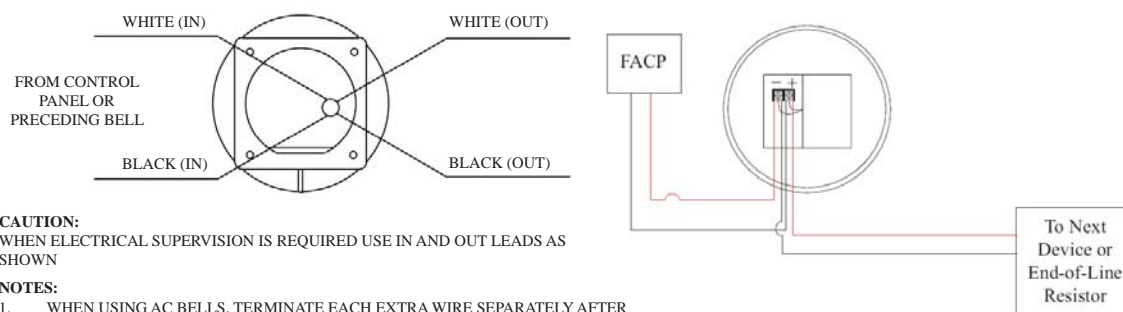 WHITE (IN)
WHITE (OUT)
FROM CONTROL
PANEL OR
PRECEDING BELL
BLACK (IN)
BLACK (OUT)
CAUTION:
WHEN ELECTRICAL SUPERVISION IS REQUIRED USE IN AND OUT LEADS AS
SHOWN
NOTES:
1. WHEN USING AC BELLS, TERMINATE EACH EXTRA WIRE SEPARATELY AFTER
FACP
- +
To Next
Device or
End-of-Line
Resistor